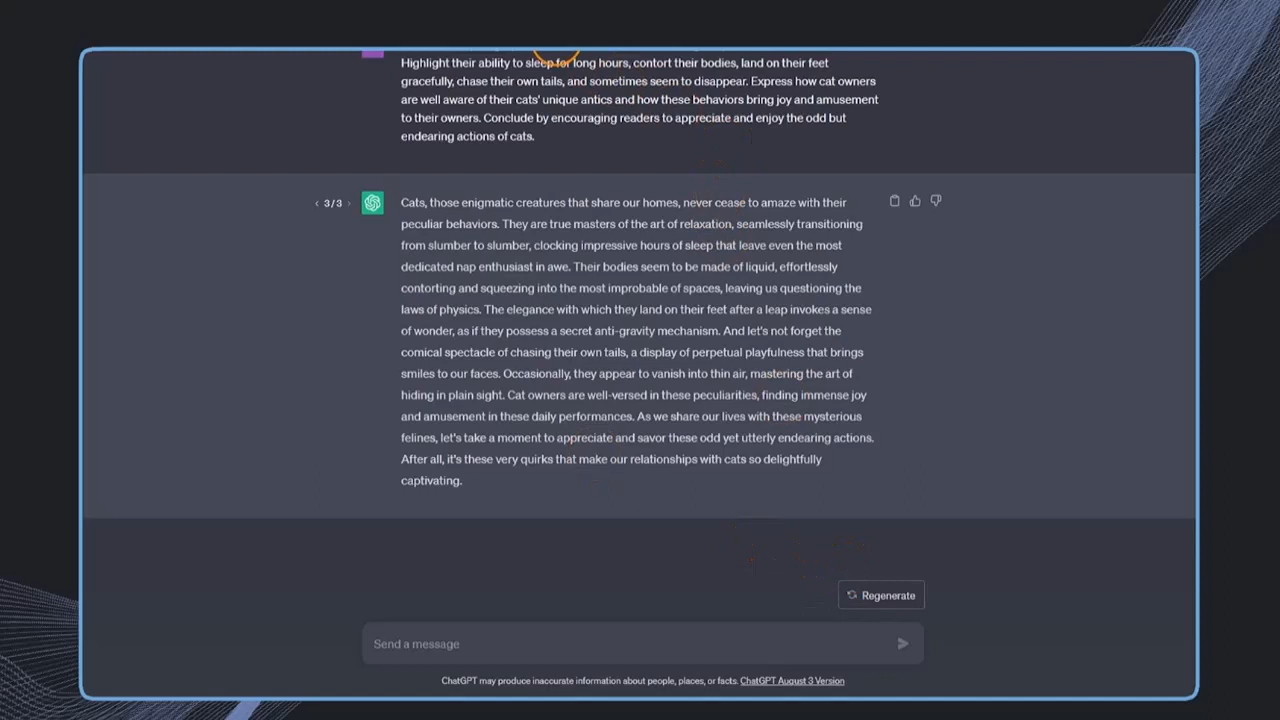 Highlight their ability to sleep for long hours, contort their bodies, land on their feet
gracefully, chase their own tails, and sometimes seem to disappear. Express how cat owners
are well aware of their cats' unique antics and how these behaviors bring joy and amusement
to their owners. Conclude by encouraging readers to appreciate and enjoy the odd but
endearing actions of cats.
‹ 3/3 ›
Cats, those enigmatic creatures that share our homes, never cease to amaze with their
peculiar behaviors. They are true masters of the art of relaxation, seamlessly transitioning
from slumber to slumber, clocking impressive hours of sleep that leave even the most
dedicated nap enthusiast in awe. Their bodies seem to be made of liquid, effortlessly
contorting and squeezing into the most improbable of spaces, leaving us questioning the
laws of physics. The elegance with which they land on their feet after a leap invokes a sense
of wonder, as if they possess a secret anti-gravity mechanism. And let's not forget the
comical spectacle of chasing their own tails, a display of perpetual playfulness that brings
smiles to our faces. Occasionally, they appear to vanish into thin air, mastering the art of
hiding in plain sight. Cat owners are well-versed in these peculiarities, finding immense joy
and amusement in these daily performances. As we share our lives with these mysterious
felines, let's take a moment to appreciate and savor these odd yet utterly endearing actions.
After all, it's these very quirks that make our relationships with cats so delightfully
captivating.
Regenerate
Send a message
ChatGPT may produce inaccurate information about people, places, or facts. ChatGPT August 3 Version